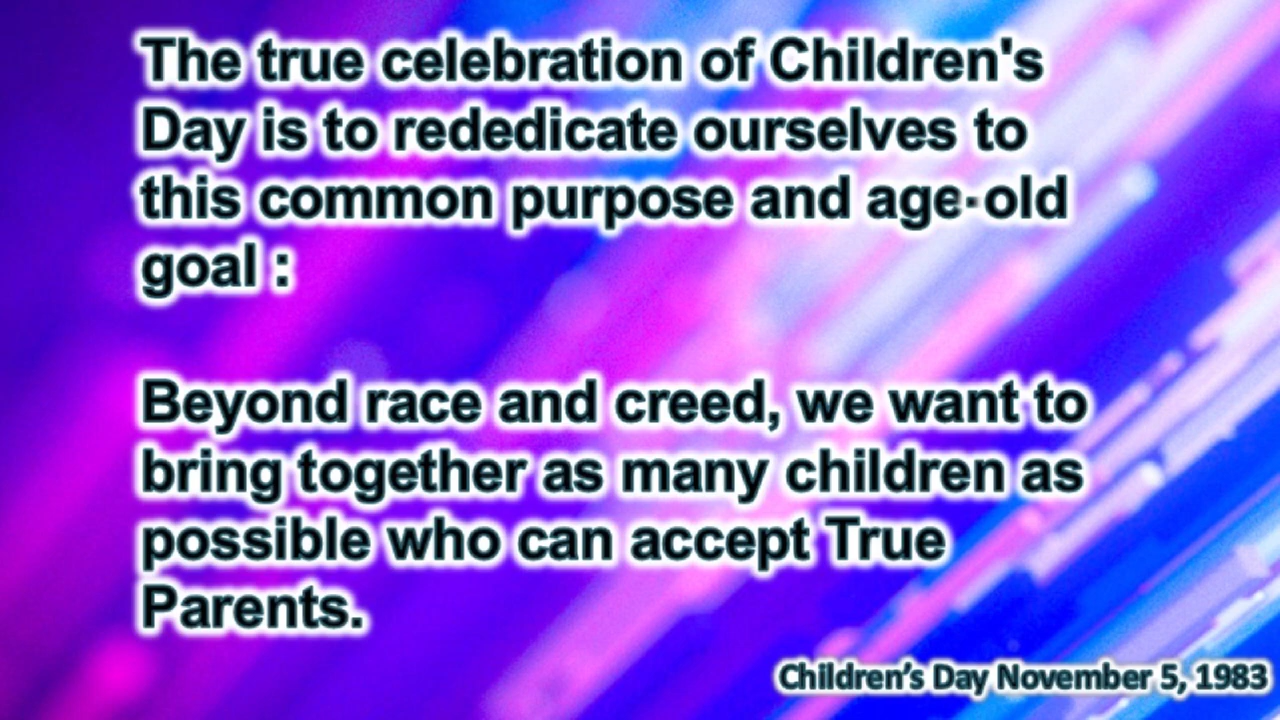 The true celebration of Children's
Day is to rededicate ourselves to
this common purpose and age-old
goal :
Beyond race and creed, we want to
bring together as many children as
possible who can accept True
Parents.
Children’s Day November 5, 1983